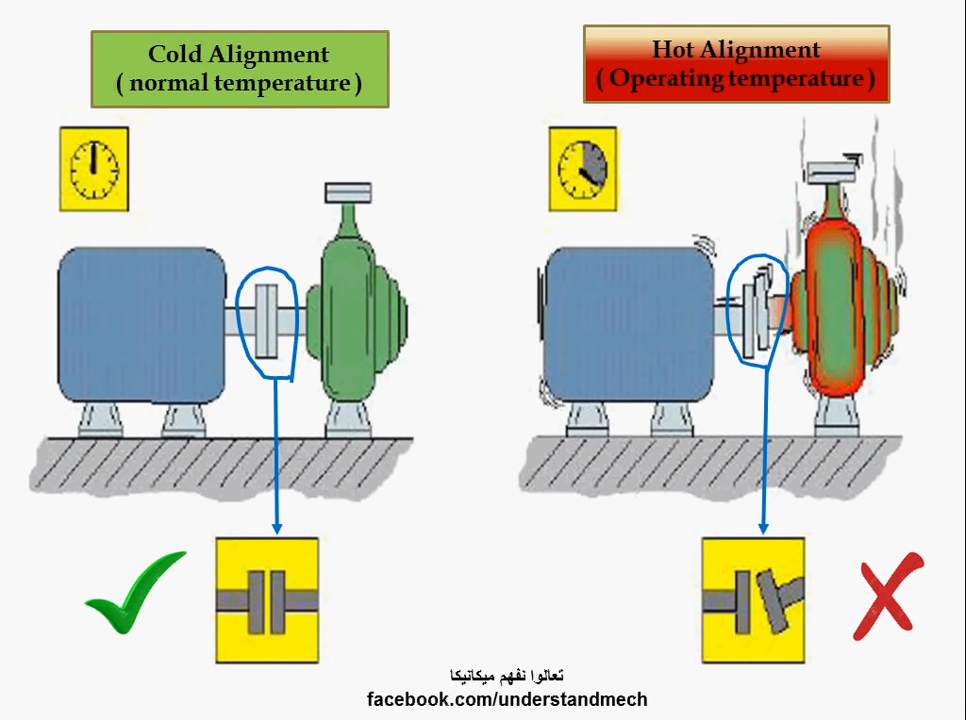 Cold Alignment
( normal temperature )
Hot Alignment
( Operating temperature )
تعالوا نفهم ميكانيكا
facebook.com/understandmech